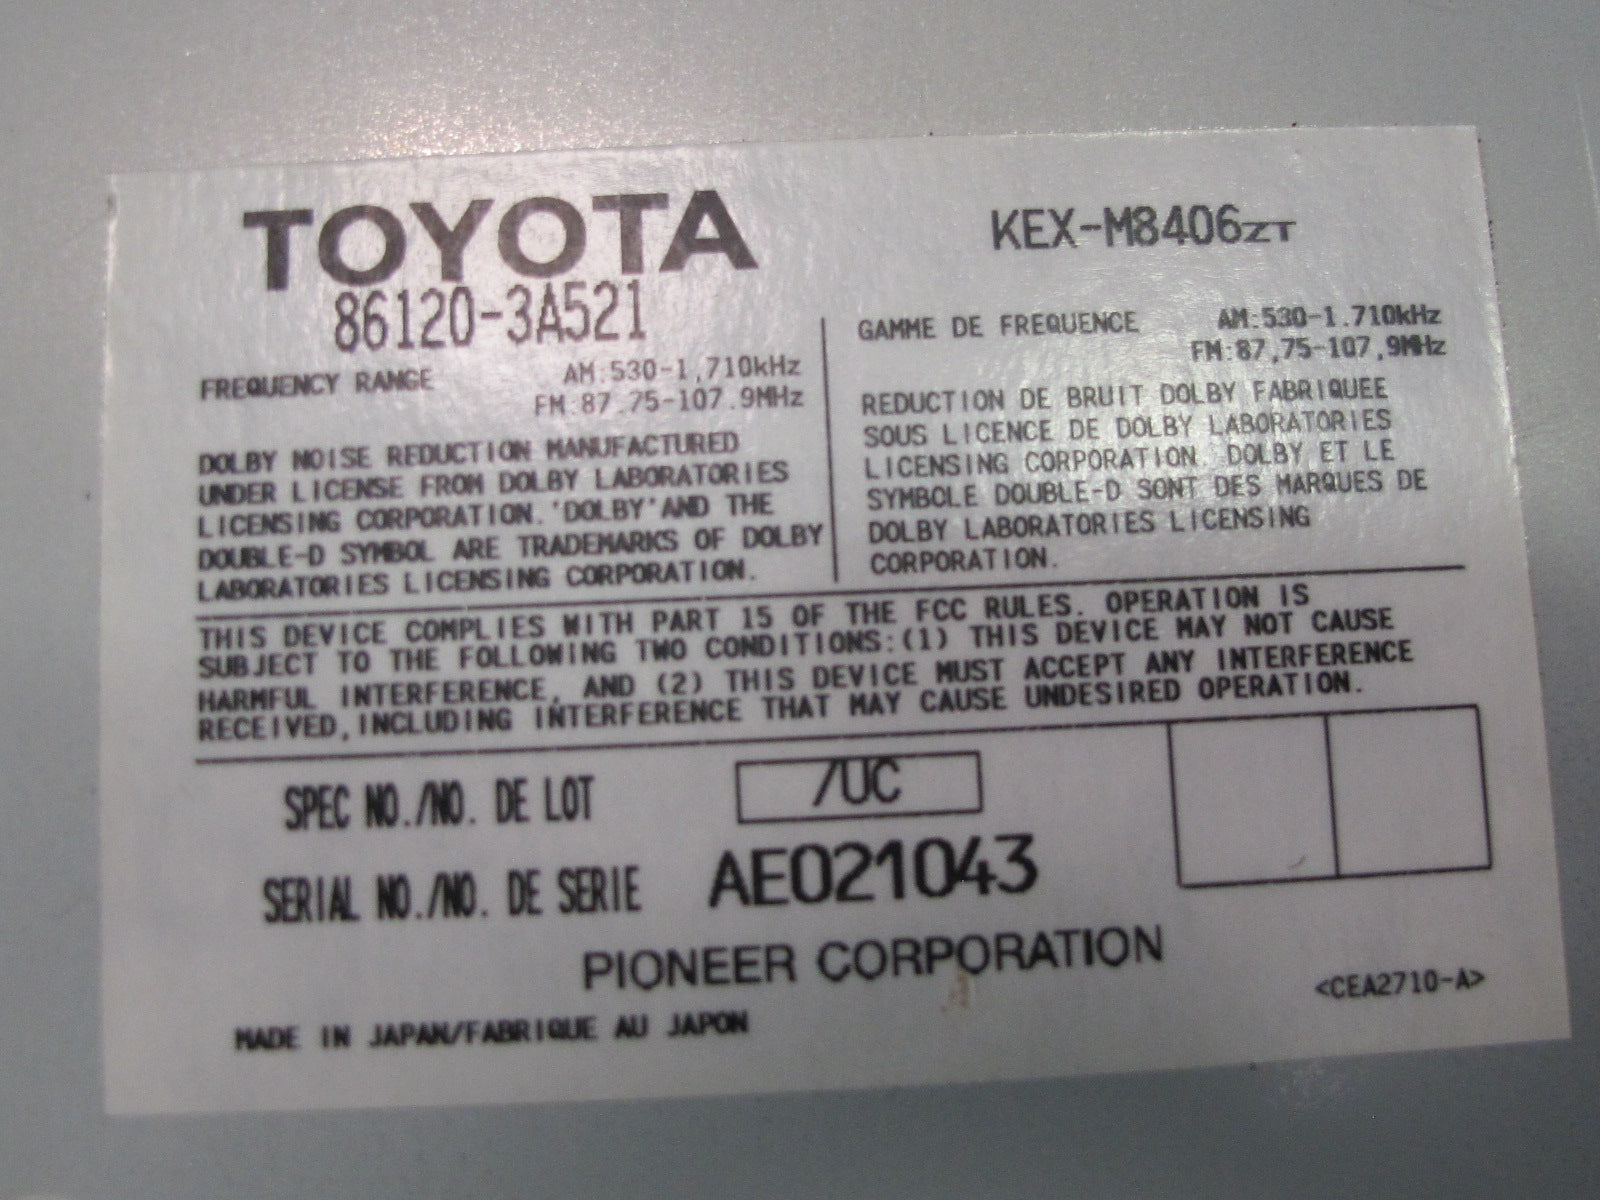 TOYOTA
86120-3A521
KEX-M8406ZT
FREQUENCY RANGE AM:530-1,710kHz
FM:87.75-107.9MHz
DOLBY NOISE REDUCTION MANUFACTURED
UNDER LICENSE FROM DOLBY LABORATORIES
LICENSING CORPORATION. 'DOLBY' AND THE
DOUBLE-D SYMBOL ARE TRADEMARKS OF DOLBY
LABORATORIES LICENSING CORPORATION.
GAMME DE FREQUENCE AM:530-1.710kHz
FM:87,75-107,9MHz
REDUCTION DE BRUIT DOLBY FABRIQUEE
SOUS LICENCE DE DOLBY LABORATORIES
LICENSING CORPORATION. DOLBY ET LE
SYMBOLE DOUBLE-D SONT DES MARQUES DE
DOLBY LABORATORIES LICENSING
CORPORATION.
THIS DEVICE COMPLIES WITH PART 15 OF THE FCC RULES. OPERATION IS
SUBJECT TO THE FOLLOWING TWO CONDITIONS:(1) THIS DEVICE MAY NOT CAUSE
HARMFUL INTERFERENCE, AND (2) THIS DEVICE MUST ACCEPT ANY INTERFERENCE
RECEIVED, INCLUDING INTERFERENCE THAT MAY CAUSE UNDESIRED OPERATION.
SPEC NO./NO. DE LOT /UC
SERIAL NO./NO. DE SERIE AE021043
PIONEER CORPORATION
<CEA2710-A>
MADE IN JAPAN/FABRIQUE AU JAPON